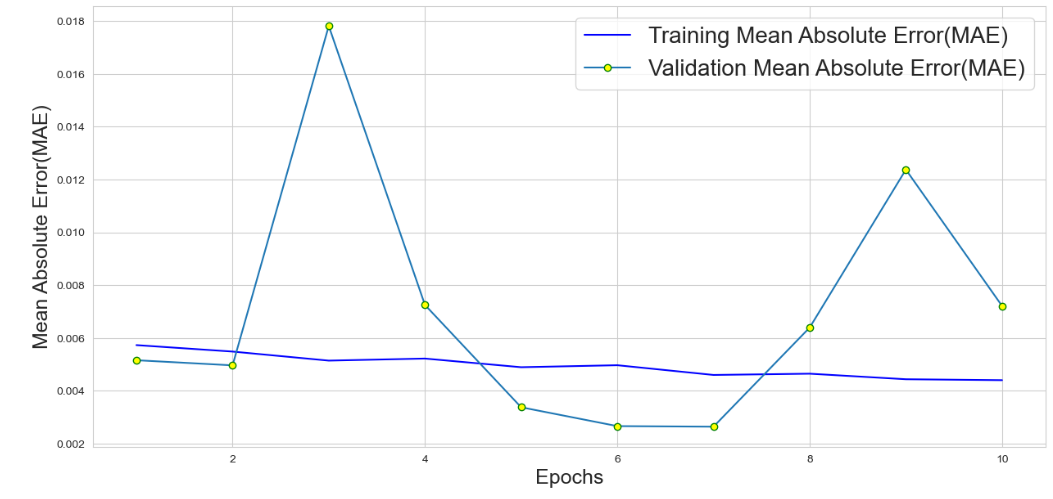 0.018
0.016
0.014
0.012
0.010
0.008
0.006
0.004
0.002
Mean Absolute Error(MAE)
Training Mean Absolute Error(MAE)
Validation Mean Absolute Error(MAE)
2 4 6 8 10
Epochs